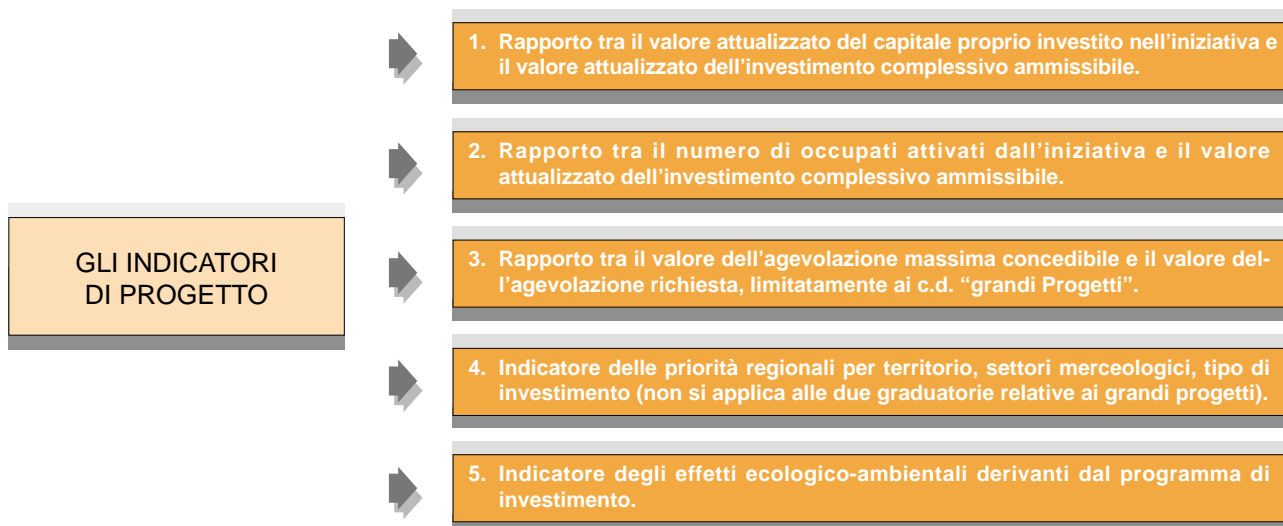 GLI INDICATORI
DI PROGETTO
1. Rapporto tra il valore attualizzato del capitale proprio investito nell’iniziativa e
il valore attualizzato dell’investimento complessivo ammissibile.
2. Rapporto tra il numero di occupati attivati dall’iniziativa e il valore
attualizzato dell’investimento complessivo ammissibile.
3. Rapporto tra il valore dell’agevolazione massima concedibile e il valore del-
l’agevolazione richiesta, limitatamente ai c.d. “grandi Progetti”.
4. Indicatore delle priorità regionali per territorio, settori merceologici, tipo di
investimento (non si applica alle due graduatorie relative ai grandi progetti).
5. Indicatore degli effetti ecologico-ambientali derivanti dal programma di
investimento.